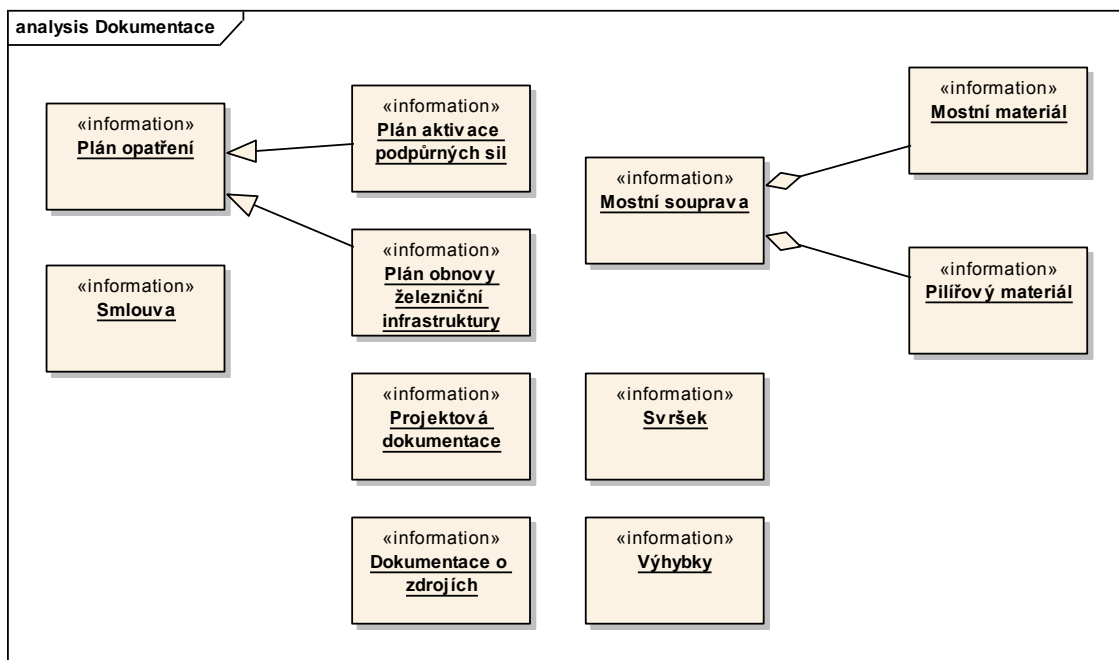 analysis Dokumentace
«information»
Plán opatření
«information»
Plán aktivace
podpůrných sil
«information»
Mostní souprava
«information»
Mostní materiál
«information»
Smlouva
«information»
Plán obnovy
železniční
infrastruktury
«information»
Pilířový materiál
«information»
Projektová
dokumentace
«information»
Svršek
«information»
Dokumentace o
zdrojích
«information»
Výhybky